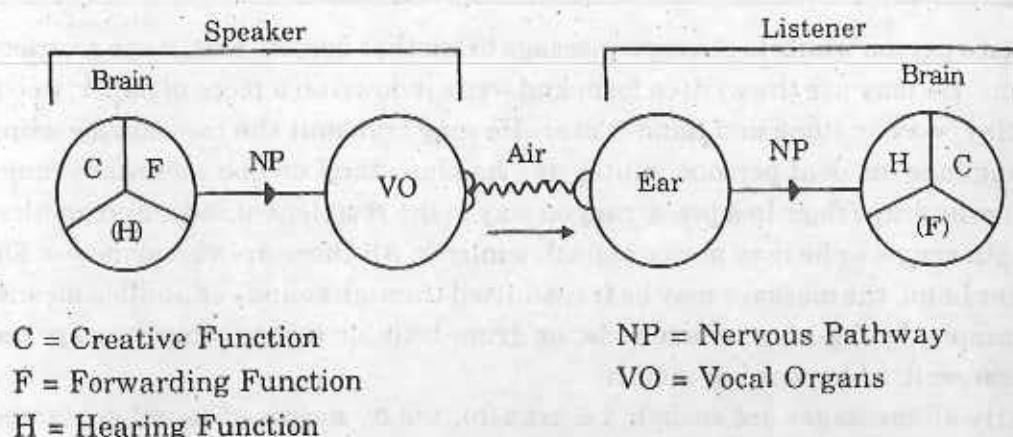 Speaker Listener
Brain Brain
C F NP VO Air Ear NP H C
(H) (F)
C = Creative Function NP = Nervous Pathway
F = Forwarding Function VO = Vocal Organs
H = Hearing Function